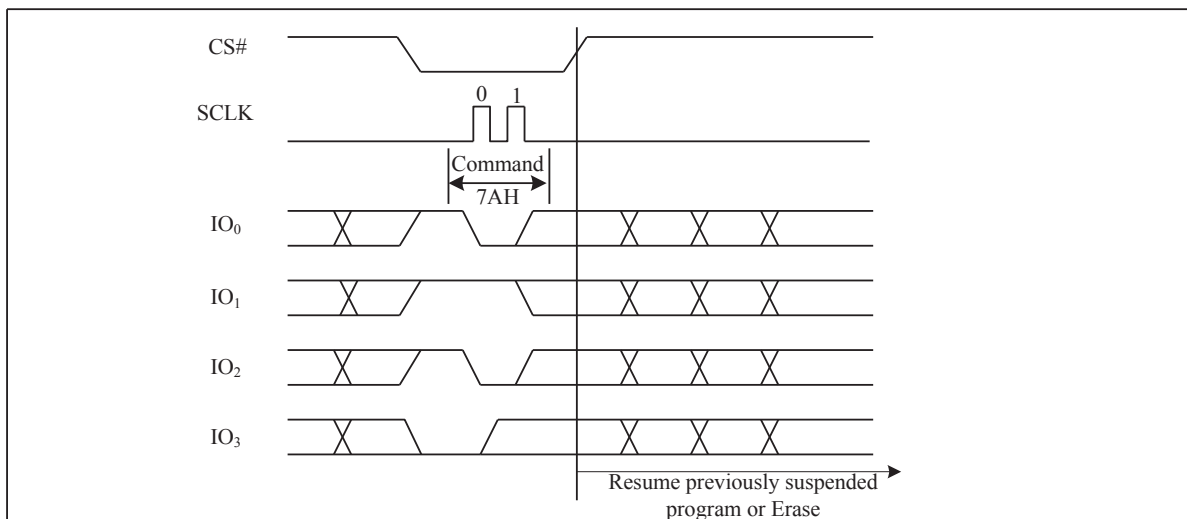 CS#
0 1
SCLK
Command
7AH
IO₀
IO₁
IO₂
IO₃
Resume previously suspended
program or Erase